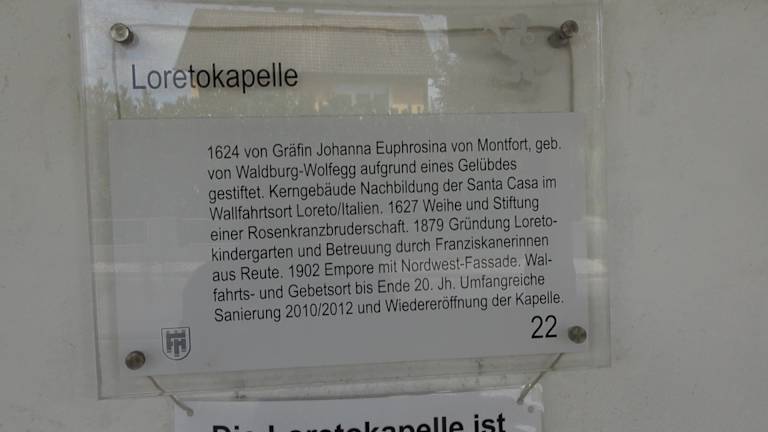 Loretokapelle
1624 von Gräfin Johanna Euphrosina von Montfort, geb.
von Waldburg-Wolfegg aufgrund eines Gelübdes
gestiftet. Kerngebäude Nachbildung der Santa Casa im
Wallfahrtsort Loreto/Italien. 1627 Weihe und Stiftung
einer Rosenkranzbruderschaft. 1879 Gründung Loreto-
kindergarten und Betreuung durch Franziskanerinnen
aus Reute. 1902 Empore mit Nordwest-Fassade. Wal-
fahrts- und Gebetsort bis Ende 20. Jh. Umfangreiche
Sanierung 2010/2012 und Wiedereröffnung der Kapelle.
22
Die Loretokapelle ist